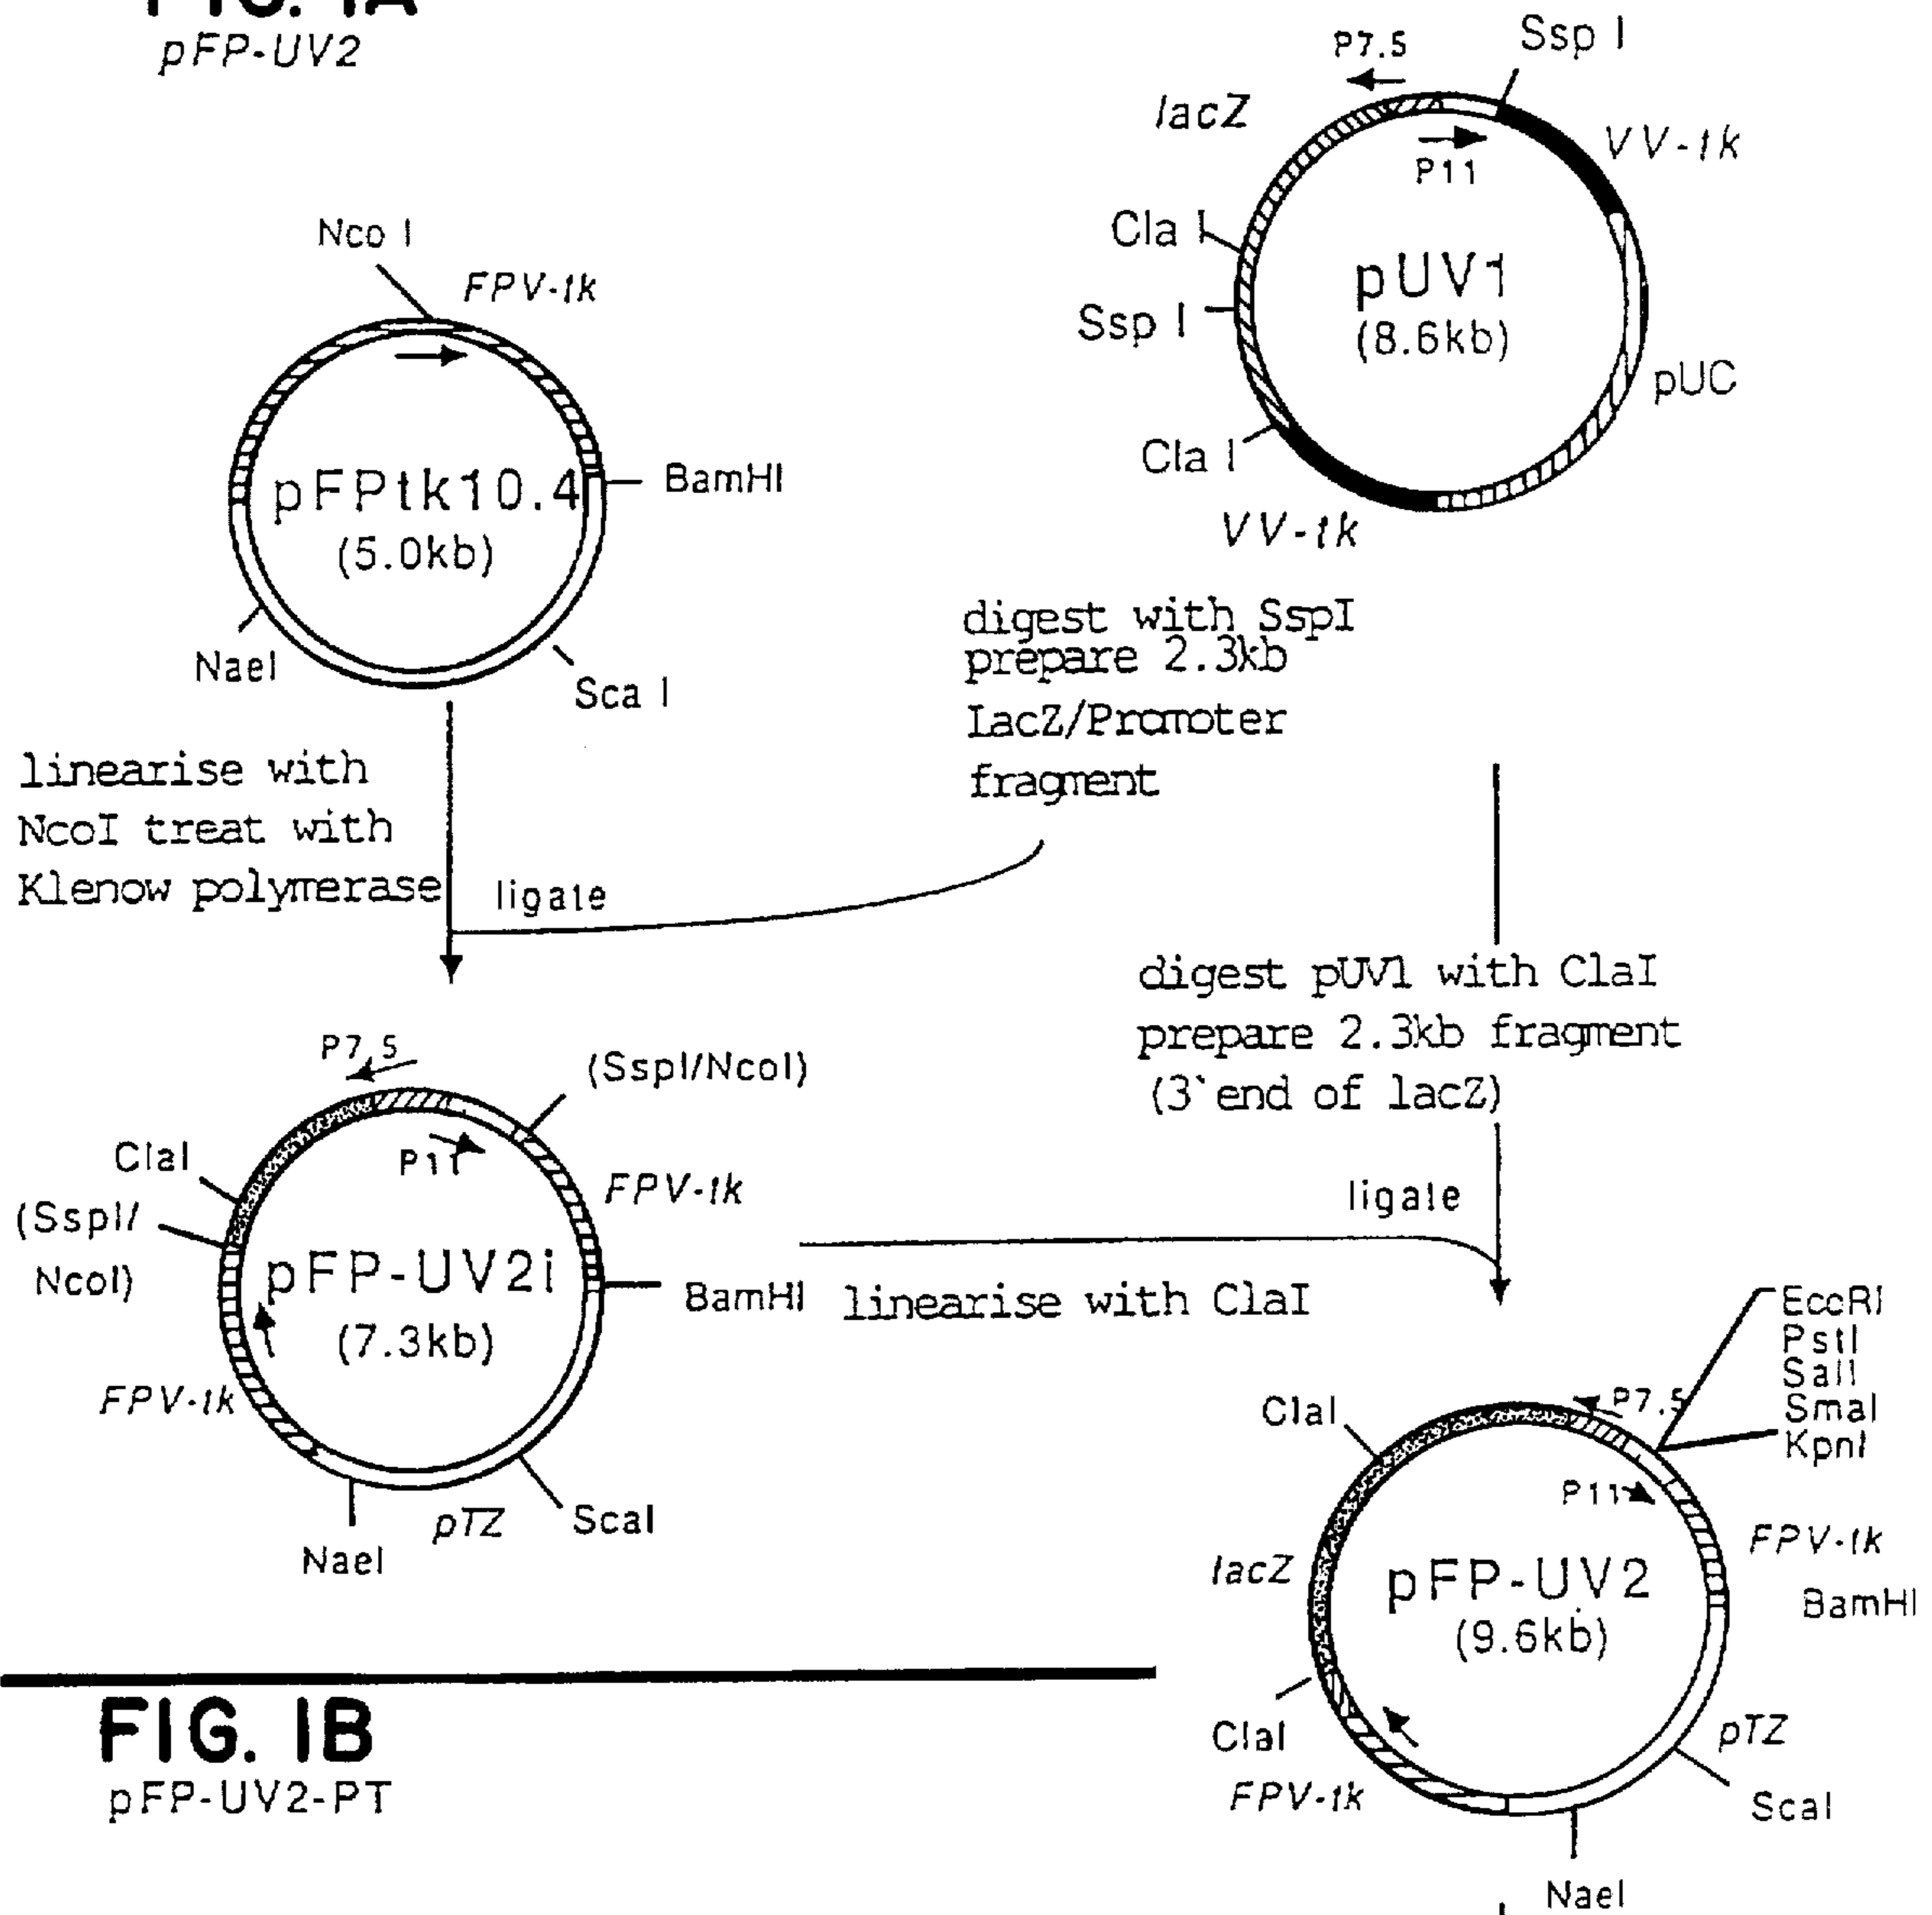 FIG. 1A
pFP-UV2
P7.5
Ssp I
lacZ
VV-tk
P11
Cla I
pUV1
(8.6kb)
Ssp I
pUC
Cla I
VV-tk
Nco I
FPV-tk
pFPtk10.4
(5.0kb)
BamHI
NaeI
Sca I
digest with SspI
prepare 2.3kb
LacZ/Promoter
fragment
linearise with
NcoI treat with
Klenow polymerase
ligate
digest pUV1 with ClaI
prepare 2.3kb fragment
(3`end of lacZ)
ligate
P7.5
(SspI/NcoI)
ClaI
P11
FPV-tk
(SspI/
NcoI)
pFP-UV2i
(7.3kb)
BamHI
linearise with ClaI
FPV-tk
ScaI
pTZ
NaeI
EcoRI
PstI
SalI
SmaI
KpnI
P7.5
ClaI
P11
FPV-tk
lacZ
pFP-UV2
(9.6kb)
BamHI
ClaI
pTZ
FPV-tk
ScaI
NaeI
FIG. 1B
pFP-UV2-PT